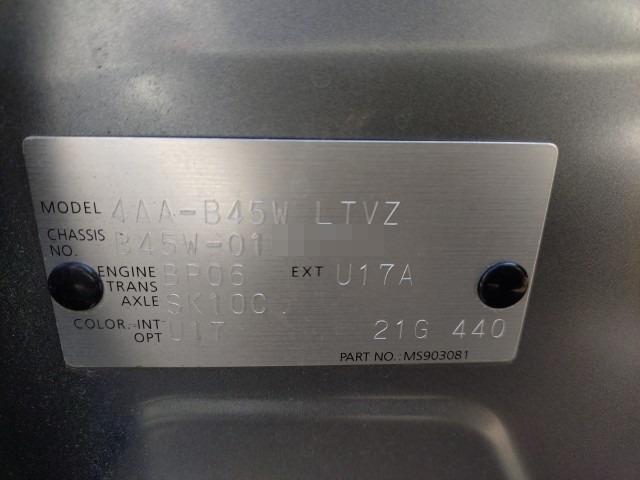 MODEL 4AA-B45W LTVZ
CHASSIS NO. B45W-01
ENGINE BP06 EXT U17A
TRANS AXLE SK10C
COLOR.-INT OPT U17 21G 440
PART NO.: MS903081